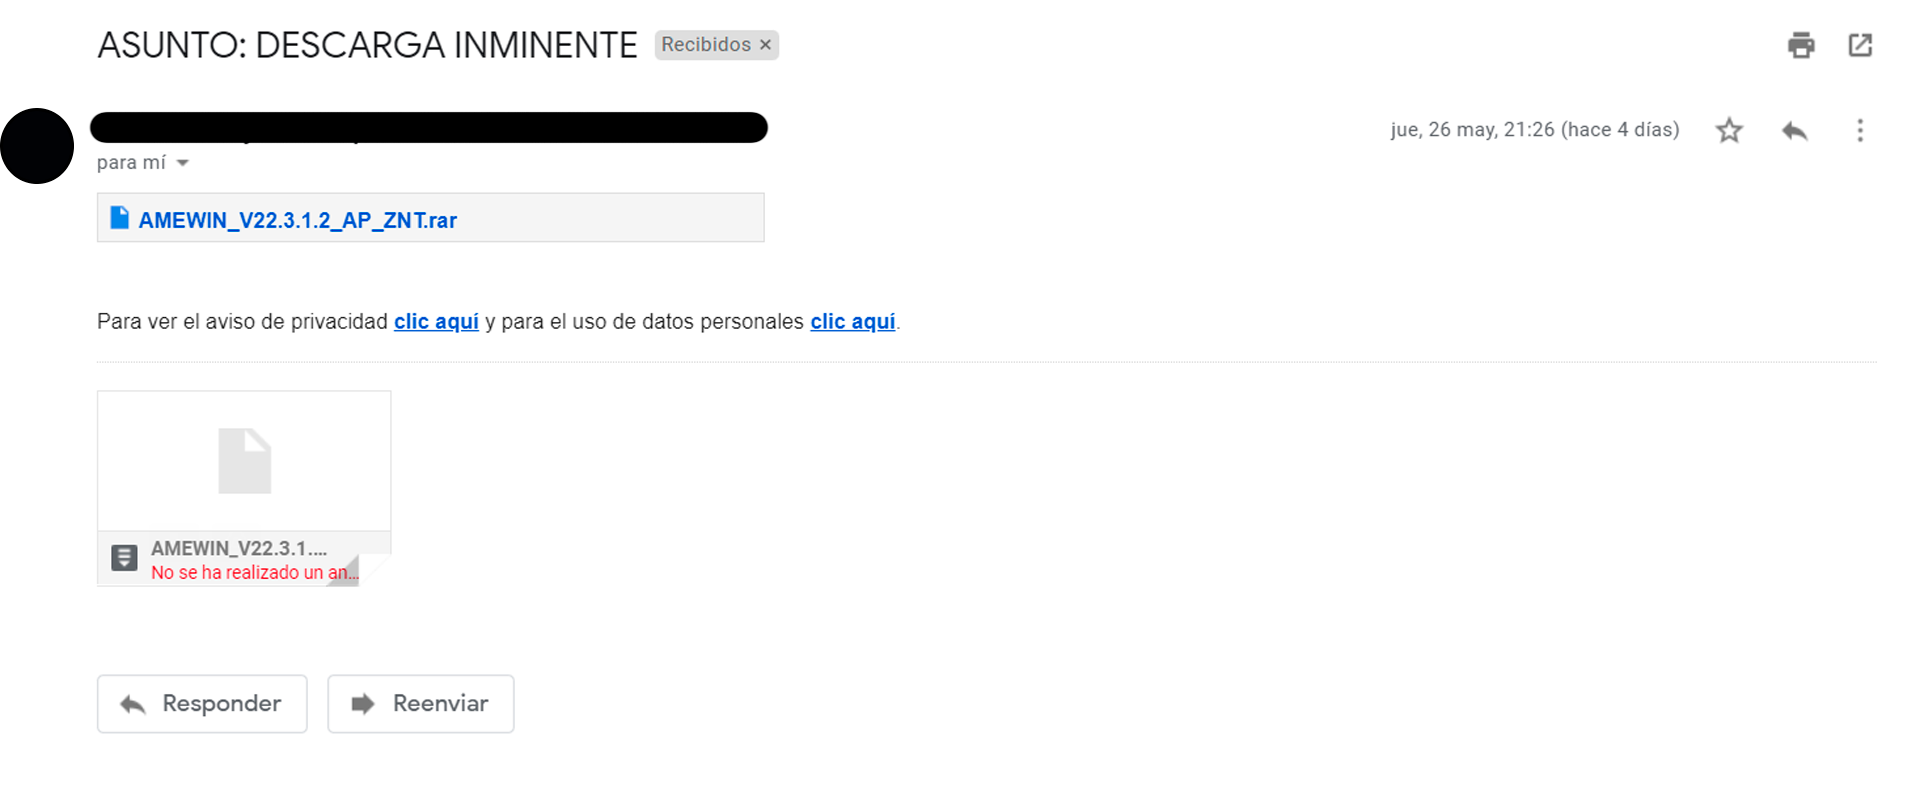 ASUNTO: DESCARGA INMINENTE Recibidos ×
jue, 26 may, 21:26 (hace 4 días)
para mí
AMEWIN_V22.3.1.2_AP_ZNT.rar
Para ver el aviso de privacidad clic aquí y para el uso de datos personales clic aquí.
AMEWIN_V22.3.1....
No se ha realizado un an...
Responder Reenviar